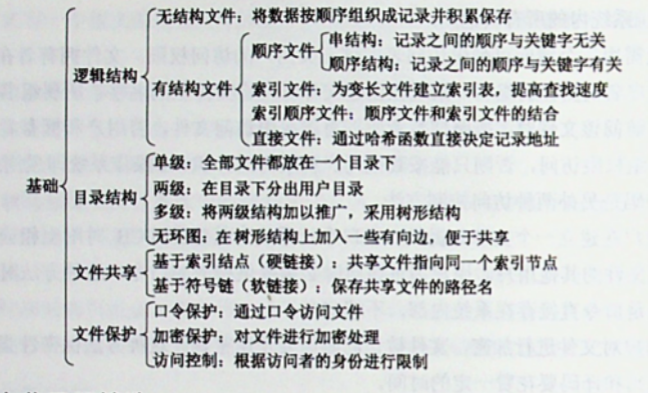 无结构文件：将数据按顺序组织成记录并积累保存
顺序文件 串结构：记录之间的顺序与关键字无关
顺序结构：记录之间的顺序与关键字有关
逻辑结构
有结构文件 索引文件：为变长文件建立索引表，提高查找速度
索引顺序文件：顺序文件和索引文件的结合
直接文件：通过哈希函数直接决定记录地址
单级：全部文件都放在一个目录下
基础 目录结构 两级：在目录下分出用户目录
多级：将两级结构加以推广，采用树形结构
无环图：在树形结构上加入一些有向边，便于共享
文件共享 基于索引结点（硬链接），共享文件指向同一个索引节点
基于符号链（软链接），保存共享文件的路径名
口令保护：通过口令访问文件
文件保护 加密保护，对文件进行加密处理
访问控制：根据访问者的身份进行限制